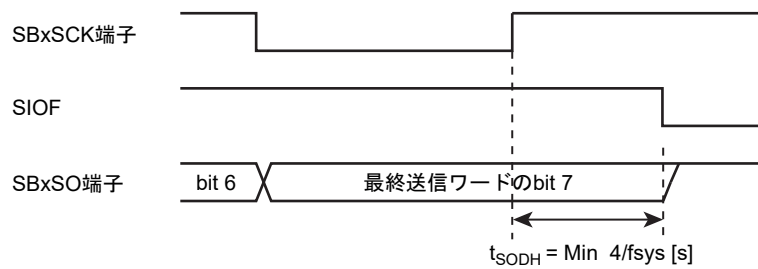 SBxSCK端子
SIOF
SBxSO端子
bit 6
最終送信ワードのbit 7
tSODH = Min 4/fsys [s]